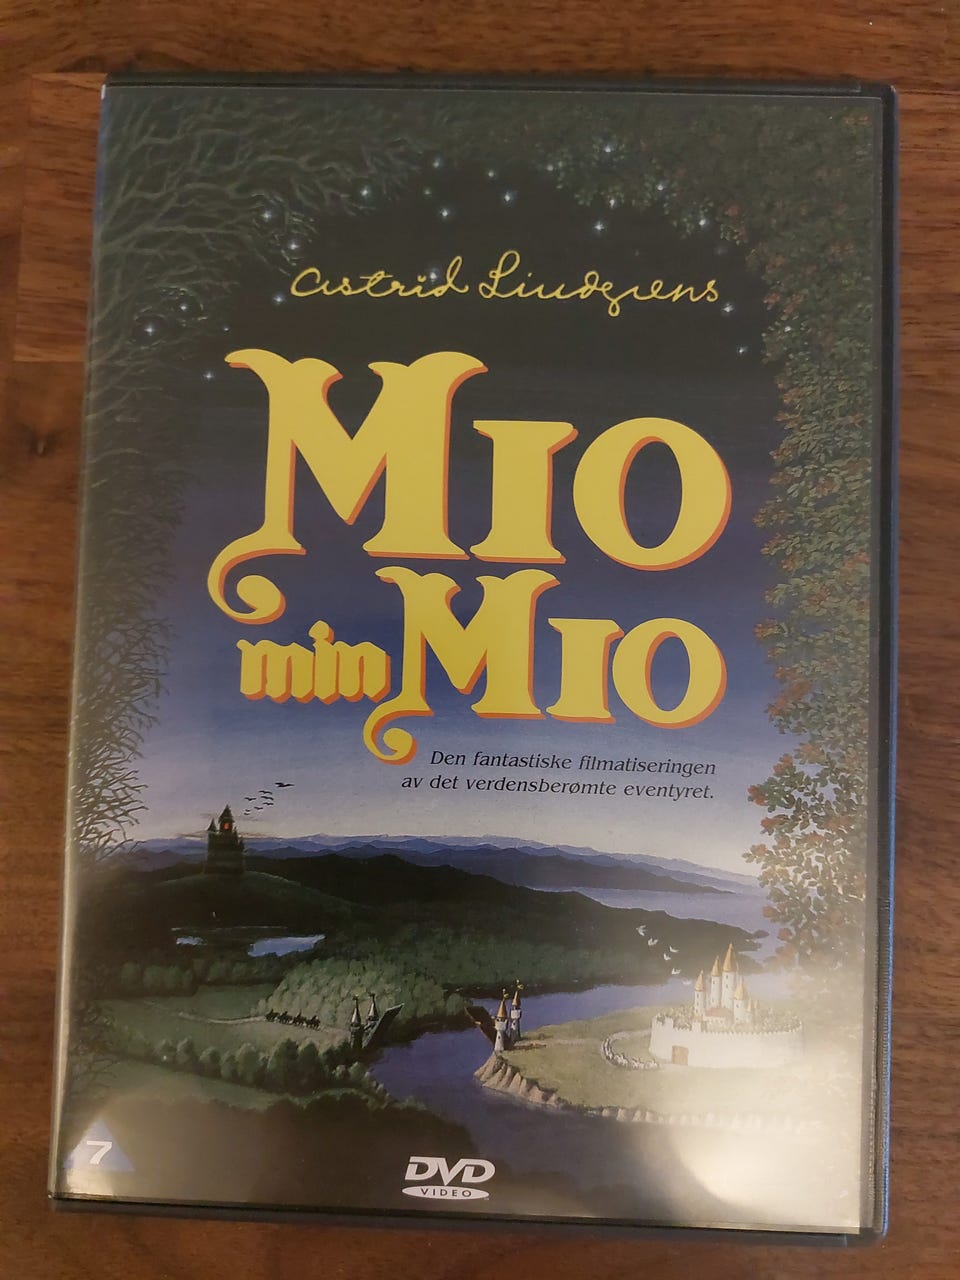 Astrid Lindgrens
MIO
min MIO
Den fantastiske filmatiseringen
av det verdensberømte eventyret.
7
DVD
VIDEO